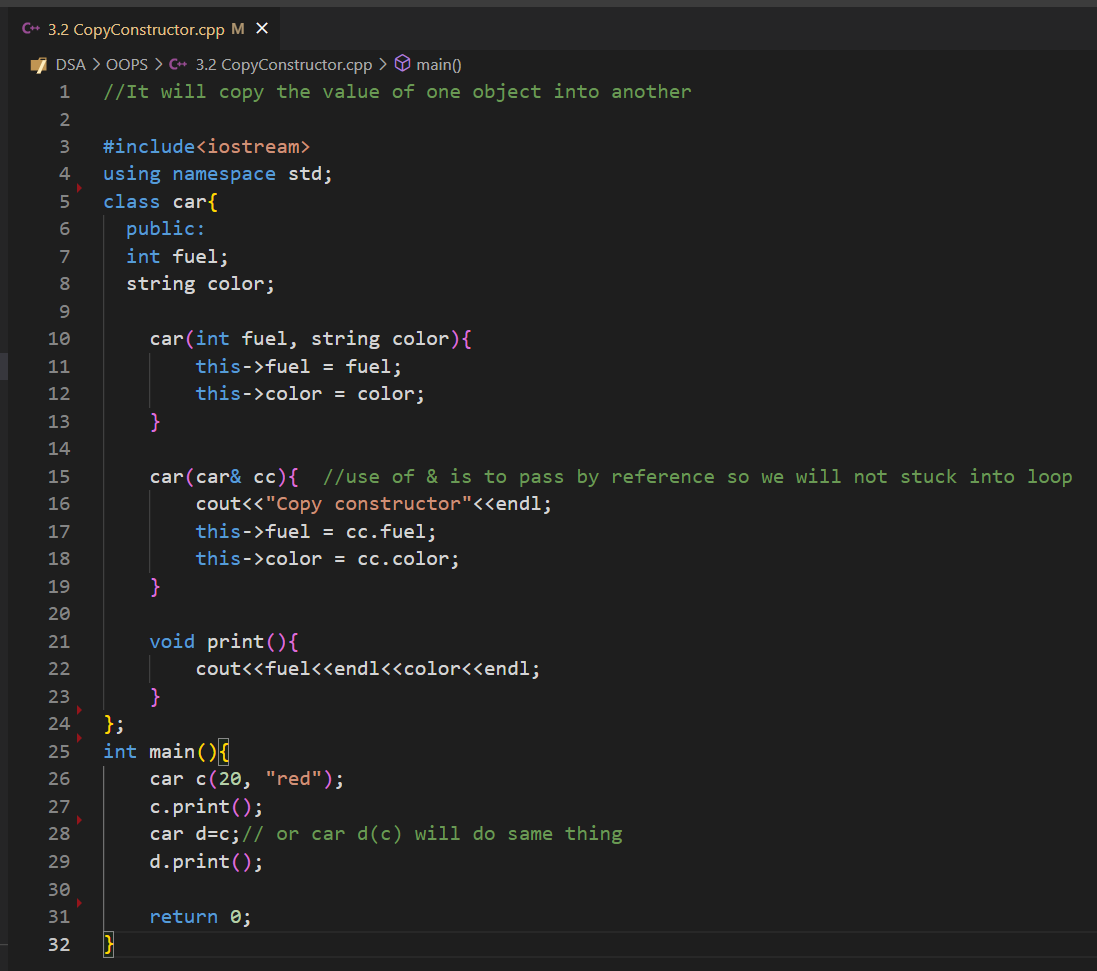 C++ 3.2 CopyConstructor.cpp M ×
DSA > OOPS > C++ 3.2 CopyConstructor.cpp > main()
1 //It will copy the value of one object into another
2
3 #include<iostream>
4 using namespace std;
5 class car{
6   public:
7   int fuel;
8   string color;
9
10     car(int fuel, string color){
11         this->fuel = fuel;
12         this->color = color;
13     }
14
15     car(car& cc){  //use of & is to pass by reference so we will not stuck into loop
16         cout<<"Copy constructor"<<endl;
17         this->fuel = cc.fuel;
18         this->color = cc.color;
19     }
20
21     void print(){
22         cout<<fuel<<endl<<color<<endl;
23     }
24 };
25 int main(){
26     car c(20, "red");
27     c.print();
28     car d=c;// or car d(c) will do same thing
29     d.print();
30
31     return 0;
32 }